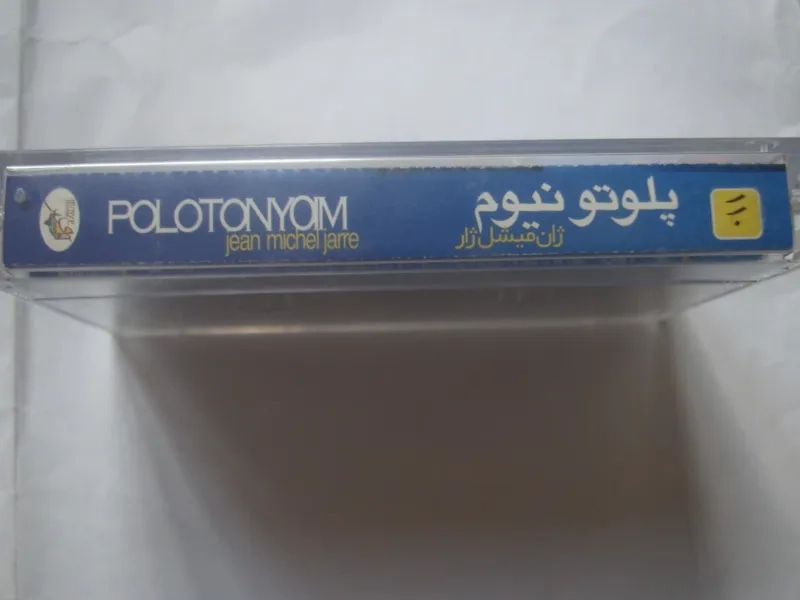 POLOTONYOIM
jean michel jarre
پلوتو نیوم
ژان میشل ژار